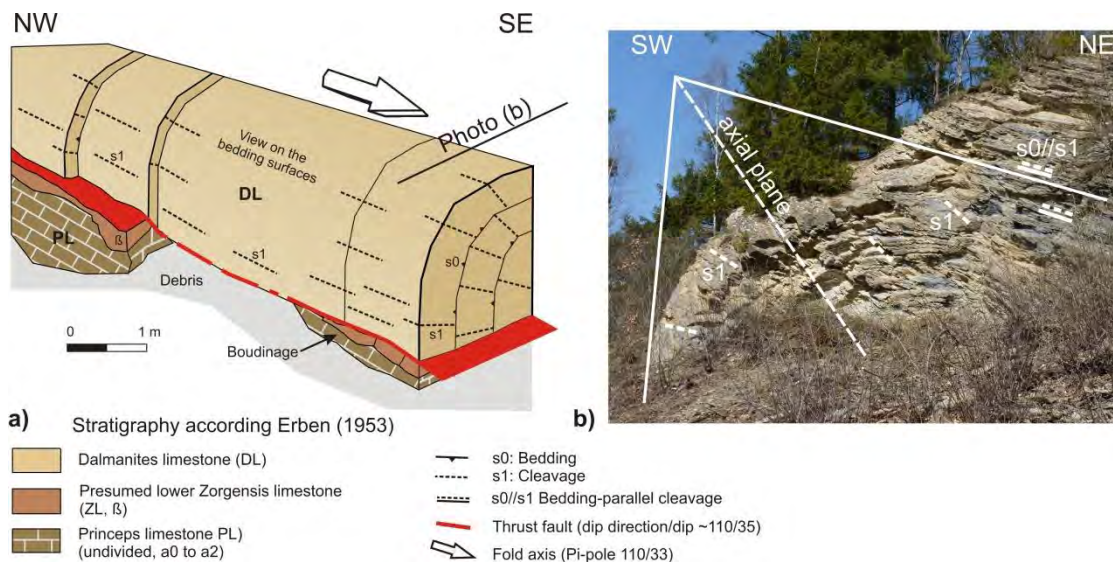 NW
SE
View on the
bedding surfaces
DL
s1
s1
s0
s1
PL
ß
Photo (b)
Debris
0 1 m
Boudinage
a)
Stratigraphy according Erben (1953)
Dalmanites limestone (DL)
Presumed lower Zorgensis limestone
(ZL, ß)
Princeps limestone PL)
(undivided, a0 to a2)
SW
NE
axial plane
s0//s1
s1
s1
b)
s0: Bedding
s1: Cleavage
s0//s1 Bedding-parallel cleavage
Thrust fault (dip direction/dip ~110/35)
Fold axis (Pi-pole 110/33)